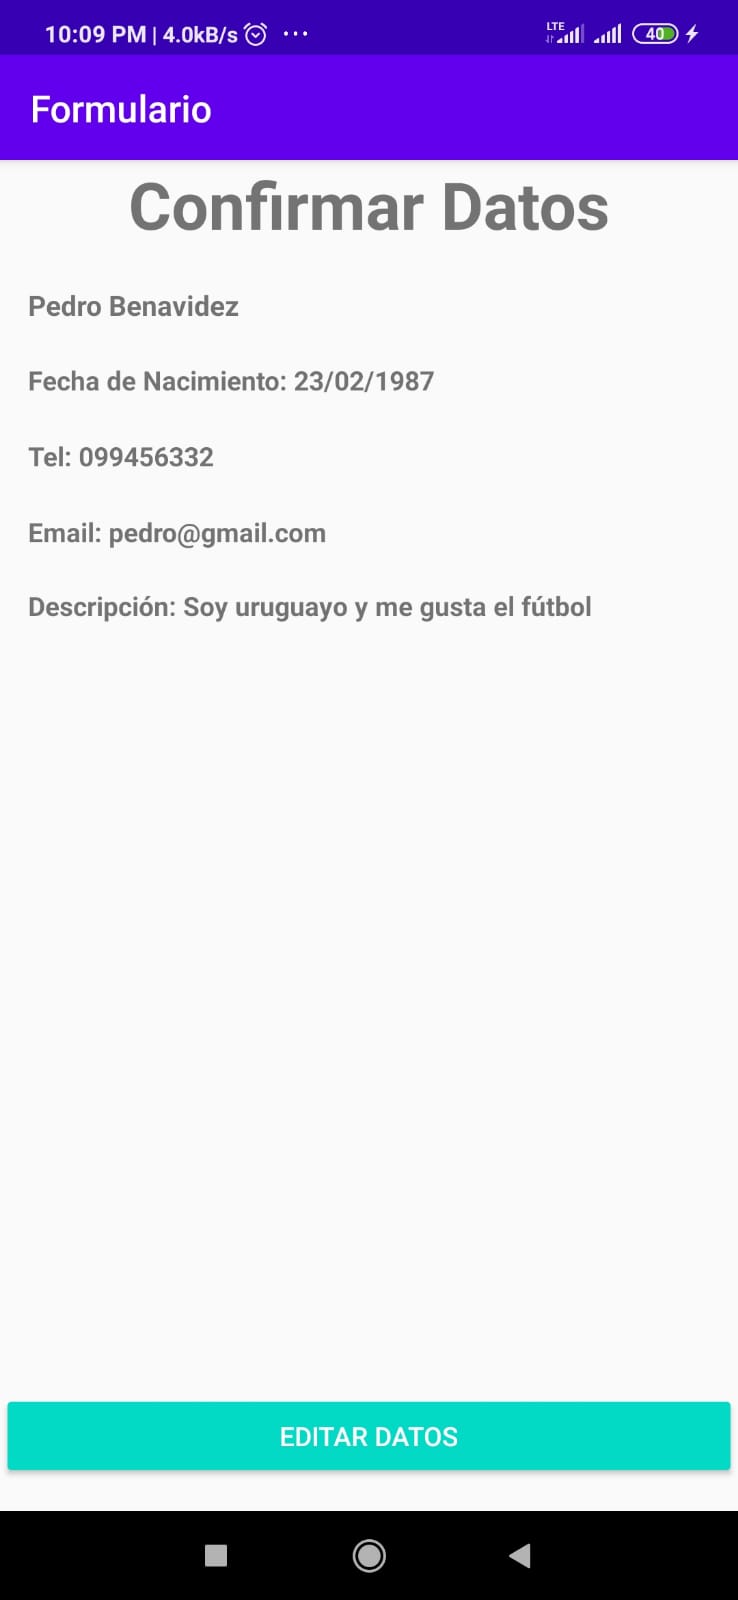 10:09 PM | 4.0kB/s ... LTE 40
Formulario
Confirmar Datos
Pedro Benavidez
Fecha de Nacimiento: 23/02/1987
Tel: 099456332
Email: pedro@gmail.com
Descripción: Soy uruguayo y me gusta el fútbol
EDITAR DATOS